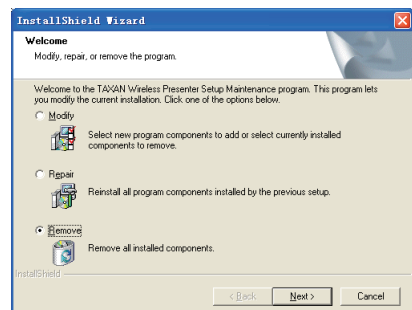 InstallShield Wizard
Welcome
Modify, repair, or remove the program.
Welcome to the TAXAN Wireless Presenter Setup Maintenance program. This program lets
you modify the current installation. Click one of the options below.
Modify
Select new program components to add or select currently installed
components to remove.
Repair
Reinstall all program components installed by the previous setup.
Remove
Remove all installed components.
InstallShield
< Back
Next >
Cancel